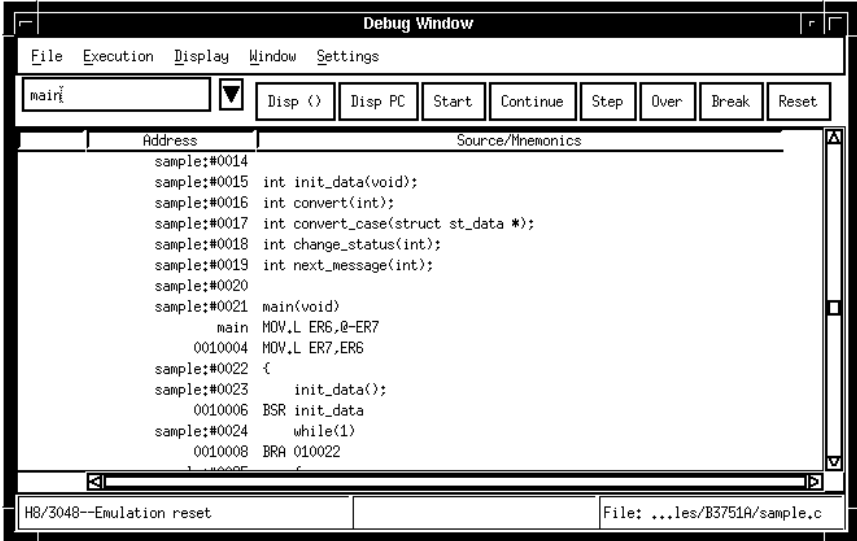 Debug Window
File Execution Display Window Settings
main
Disp () Disp PC Start Continue Step Over Break Reset
Address Source/Mnemonics
sample:#0014
sample:#0015 int init_data(void);
sample:#0016 int convert(int);
sample:#0017 int convert_case(struct st_data *);
sample:#0018 int change_status(int);
sample:#0019 int next_message(int);
sample:#0020
sample:#0021 main(void)
main MOV.L ER6,@-ER7
0010004 MOV.L ER7,ER6
sample:#0022 {
sample:#0023 init_data();
0010006 BSR init_data
sample:#0024 while(1)
0010008 BRA 010022
H8/3048--Emulation reset
File: ...les/B3751A/sample.c